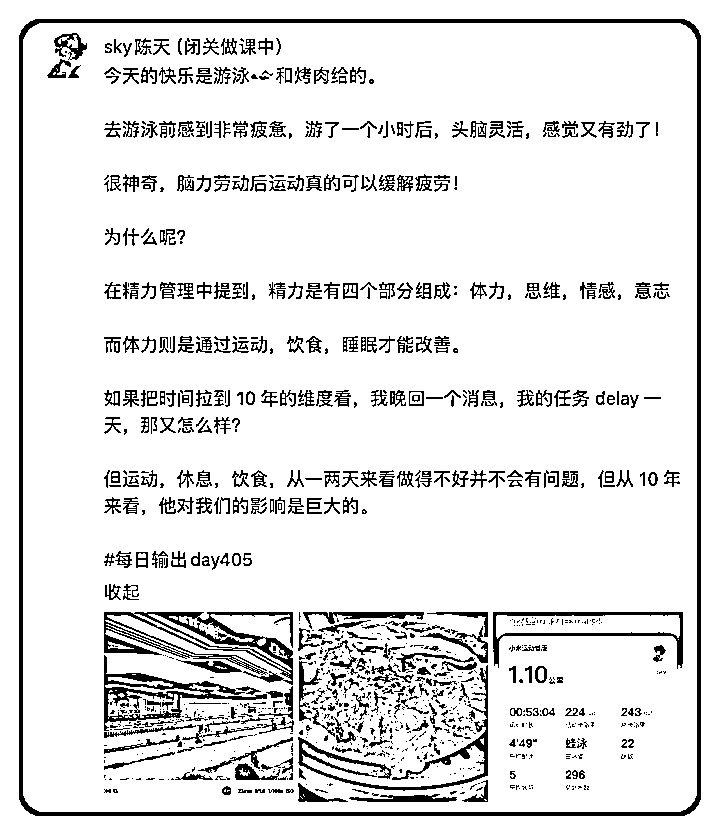 sky陈天（闭关做课中）
今天的快乐是游泳和烤肉给的。
去游泳前感到非常疲惫，游了一个小时后，头脑灵活，感觉又有劲了！
很神奇，脑力劳动后运动真的可以缓解疲劳！
为什么呢？
在精力管理中提到，精力是有四个部分组成：体力，思维，情感，意志
而体力则是通过运动，饮食，睡眠才能改善。
如果把时间拉到 10 年的维度看，我晚回一个消息，我的任务 delay 一
天，那又怎么样？
但运动，休息，饮食，从一两天来看做得不好并不会有问题，但从 10 年
来看，他对我们的影响是巨大的。
#每日输出day405
收起
小米运动健康
1.10公里
00:53:04 224 243
4'49" 蛙泳 22
5 296